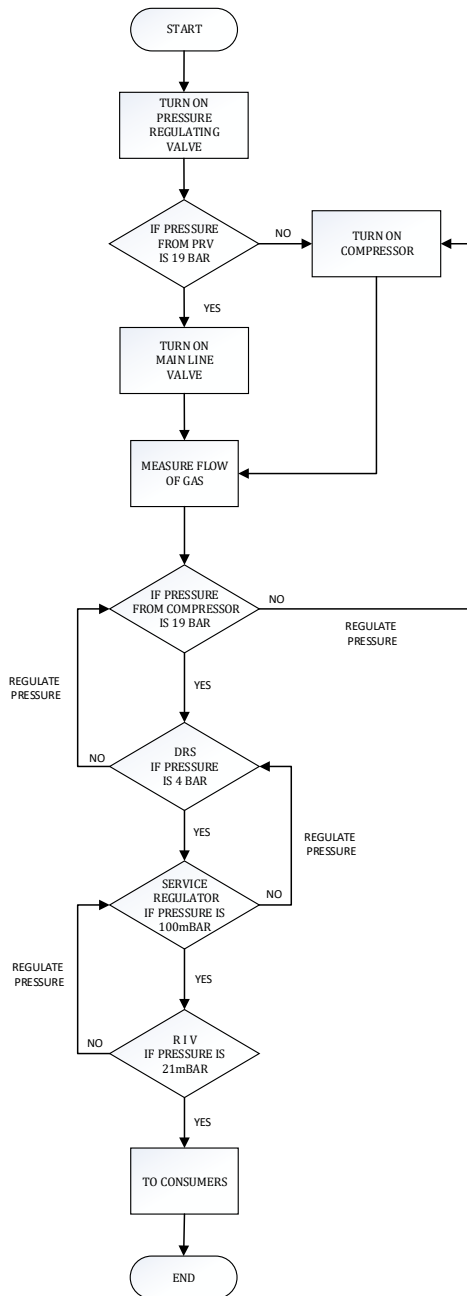 START
TURN ON
PRESSURE
REGULATING
VALVE
IF PRESSURE
FROM PRV
IS 19 BAR
NO
TURN ON
COMPRESSOR
YES
TURN ON
MAIN LINE
VALVE
MEASURE FLOW
OF GAS
IF PRESSURE
FROM COMPRESSOR
IS 19 BAR
NO
REGULATE
PRESSURE
REGULATE
PRESSURE
YES
DRS
IF PRESSURE
IS 4 BAR
NO
YES
REGULATE
PRESSURE
SERVICE
REGULATOR
IF PRESSURE IS
100mBAR
NO
REGULATE
PRESSURE
YES
R I V
IF PRESSURE IS
21mBAR
NO
YES
TO CONSUMERS
END